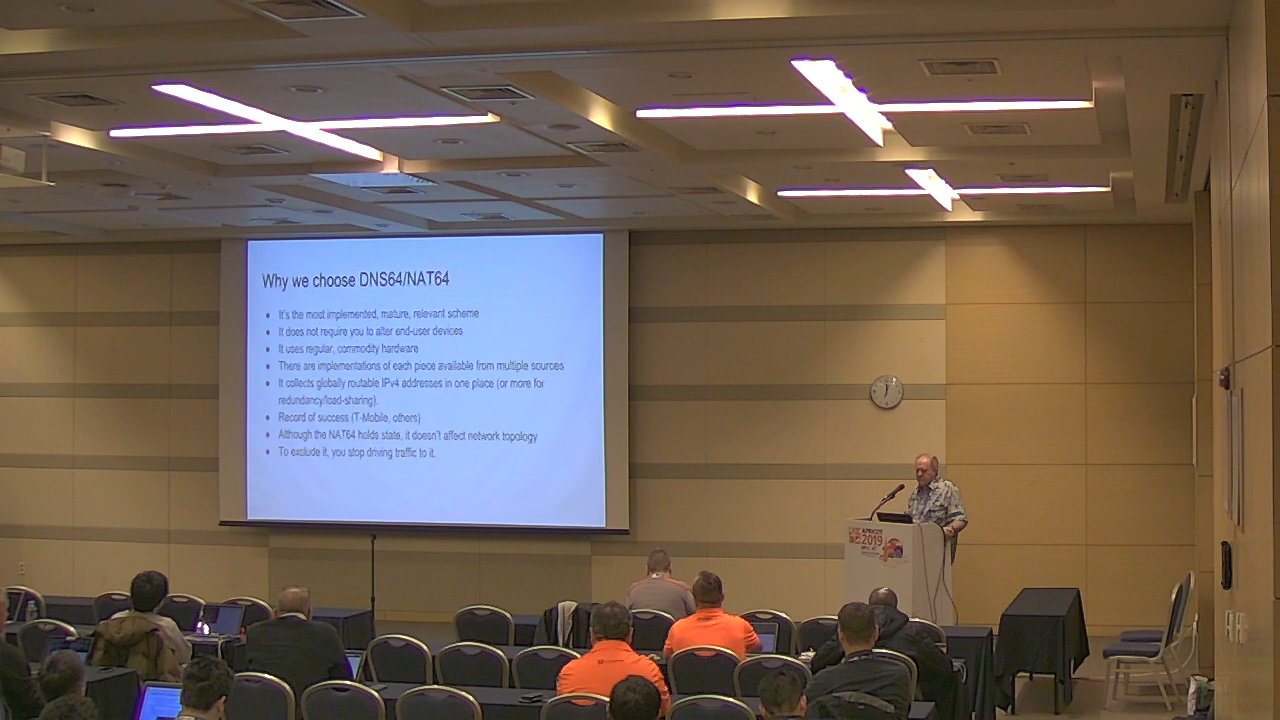 Why we choose DNS64/NAT64
It's the most implemented, mature, relevant scheme
It does not require you to alter end-user devices
It uses regular, commodity hardware
There are implementations of each piece available from multiple sources
It collects globally routable IPv4 addresses in one place (or more for
redundancy/load-sharing).
Record of success (T-Mobile, others)
Although the NAT64 holds state, it doesn't affect network topology
To exclude it, you stop driving traffic to it.
APRICOT
2019